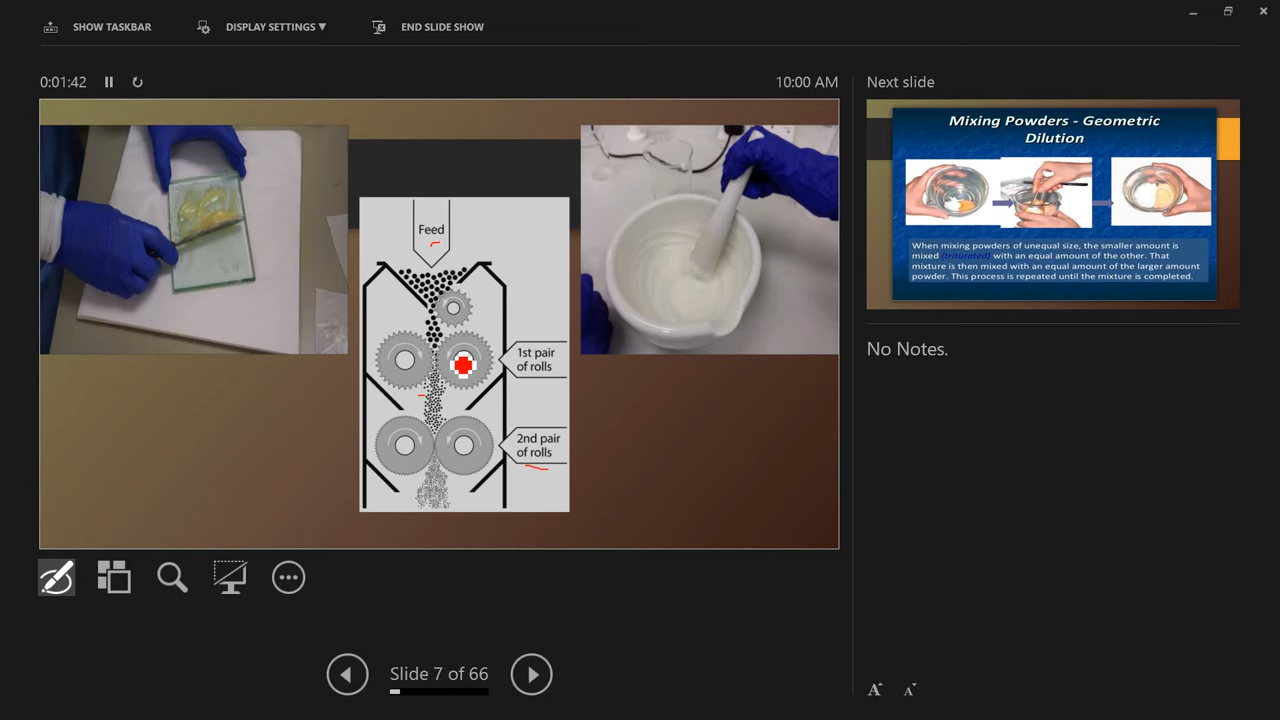 SHOW TASKBAR
DISPLAY SETTINGS ▼
END SLIDE SHOW
0:01:42
10:00 AM
Next slide
Feed
1st pair
of rolls
2nd pair
of rolls
Mixing Powders - Geometric
Dilution
When mixing powders of unequal size, the smaller amount is
mixed (triturated) with an equal amount of the other. That
mixture is then mixed with an equal amount of the larger amount
powder. This process is repeated until the mixture is completed.
No Notes.
Slide 7 of 66
A A